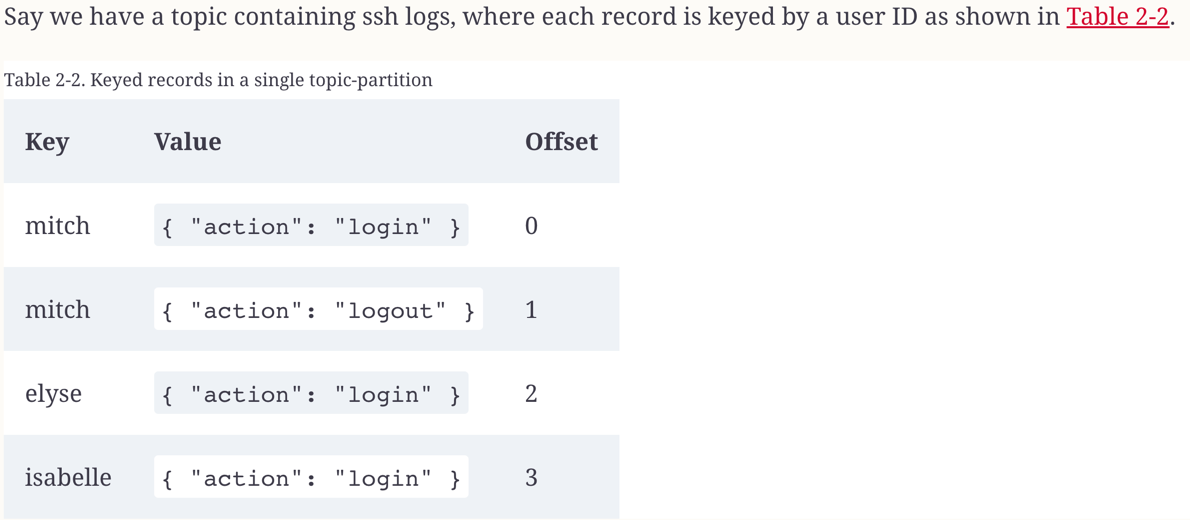 Say we have a topic containing ssh logs, where each record is keyed by a user ID as shown in Table 2-2.
Table 2-2. Keyed records in a single topic-partition
Key Value Offset
mitch { "action": "login" } 0
mitch { "action": "logout" } 1
elyse { "action": "login" } 2
isabelle { "action": "login" } 3